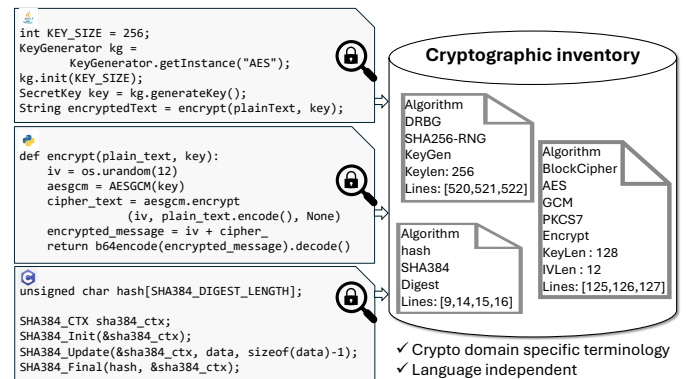 int KEY_SIZE = 256;
KeyGenerator kg =
KeyGenerator.getInstance("AES");
kg.init(KEY_SIZE);
SecretKey key = kg.generateKey();
String encryptedText = encrypt(plainText, key);
def encrypt(plain_text, key):
iv = os.urandom(12)
aesgcm = AESGCM(key)
cipher_text = aesgcm.encrypt
(iv, plain_text.encode(), None)
encrypted_message = iv + cipher_
return b64encode(encrypted_message).decode()
C
unsigned char hash[SHA384_DIGEST_LENGTH];
SHA384_CTX sha384_ctx;
SHA384_Init(&sha384_ctx);
SHA384_Update(&sha384_ctx, data, sizeof(data)-1);
SHA384_Final(hash, &sha384_ctx);
Cryptographic inventory
Algorithm
DRBG
SHA256-RNG
KeyGen
Keylen: 256
Lines: [520,521,522]
Algorithm
BlockCipher
AES
GCM
PKCS7
Encrypt
KeyLen : 128
IVLen : 12
Lines: [125,126,127]
Algorithm
hash
SHA384
Digest
Lines: [9,14,15,16]
✓ Crypto domain specific terminology
✓ Language independent